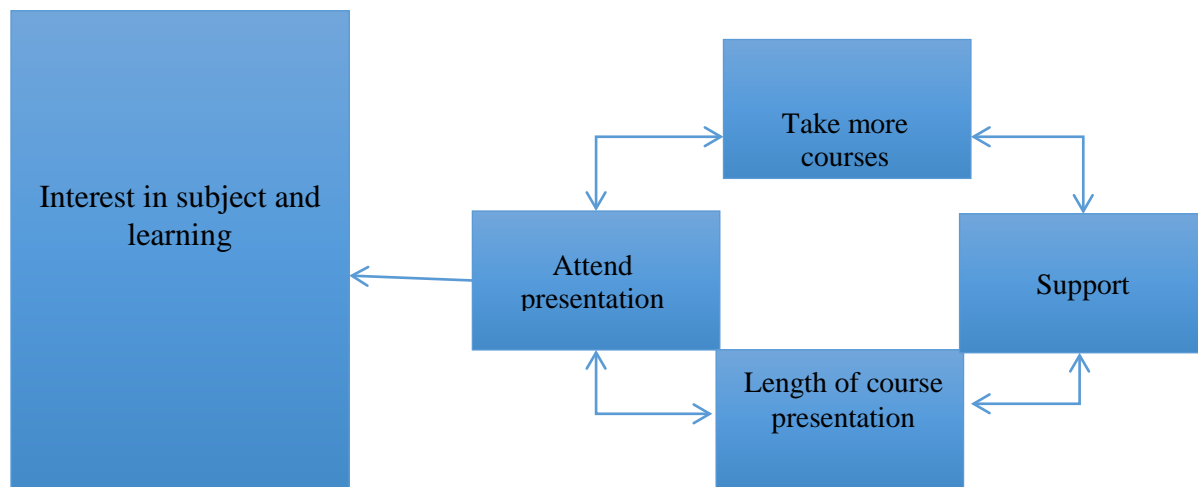 Interest in subject and
learning
Take more
courses
Attend
presentation
Support
Length of course
presentation